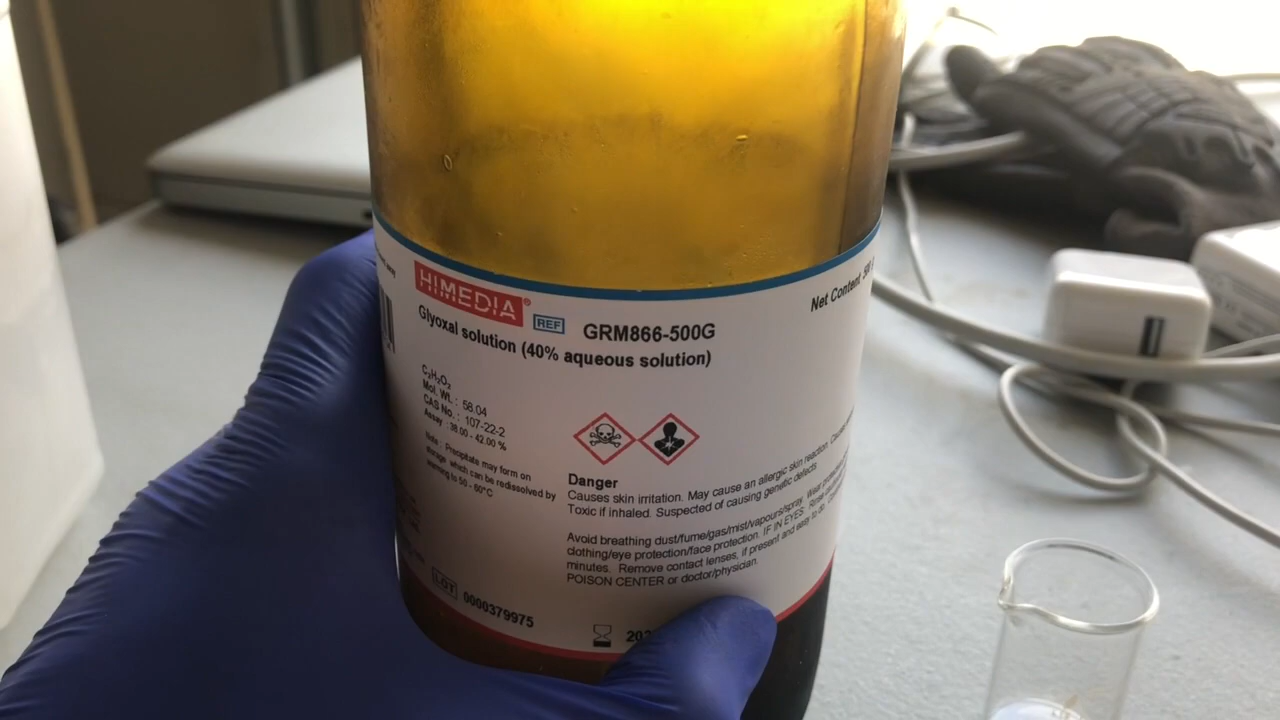 HIMEDIA®
REF GRM866-500G
Net Content
Glyoxal solution (40% aqueous solution)
C₂H₂O₂
Mol. Wt. : 58.04
CAS No. : 107-22-2
Assay : 38.00 - 42.00 %
Note : Precipitate may form on
storage which can be redissolved by
warming to 50 - 60°C
Danger
Causes skin irritation. May cause an allergic skin reaction. Causes
Toxic if inhaled. Suspected of causing genetic defects
Avoid breathing dust/fume/gas/mist/vapours/spray. Wear
clothing/eye protection/face protection. IF IN EYES: Rinse
minutes. Remove contact lenses, if present and easy to do.
POISON CENTER or doctor/physician.
LOT 0000379975